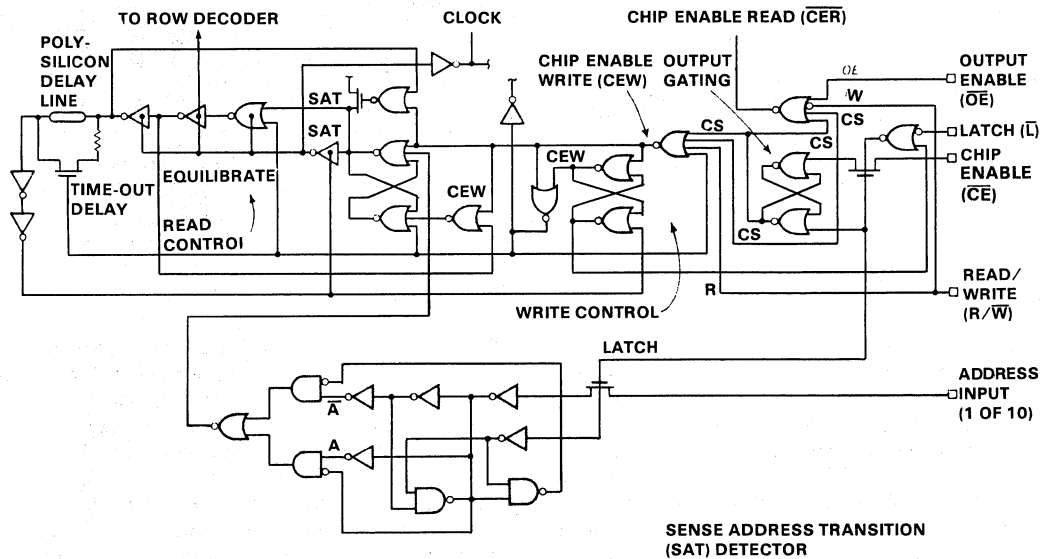 TO ROW DECODER
CLOCK
CHIP ENABLE READ (CER)
POLY-
SILICON
DELAY
LINE
CHIP ENABLE
WRITE (CEW)
OUTPUT
GATING
OE
W
CS
OUTPUT
ENABLE
(OE)
SAT
SAT
CS
CS
LATCH (L)
CHIP
ENABLE
(CE)
TIME-OUT
DELAY
EQUILIBRATE
READ
CONTROI
CEW
CEW
CS
R
WRITE CONTROL
READ/
WRITE
(R/W)
LATCH
ADDRESS
INPUT
(1 OF 10)
A
A
SENSE ADDRESS TRANSITION
(SAT) DETECTOR